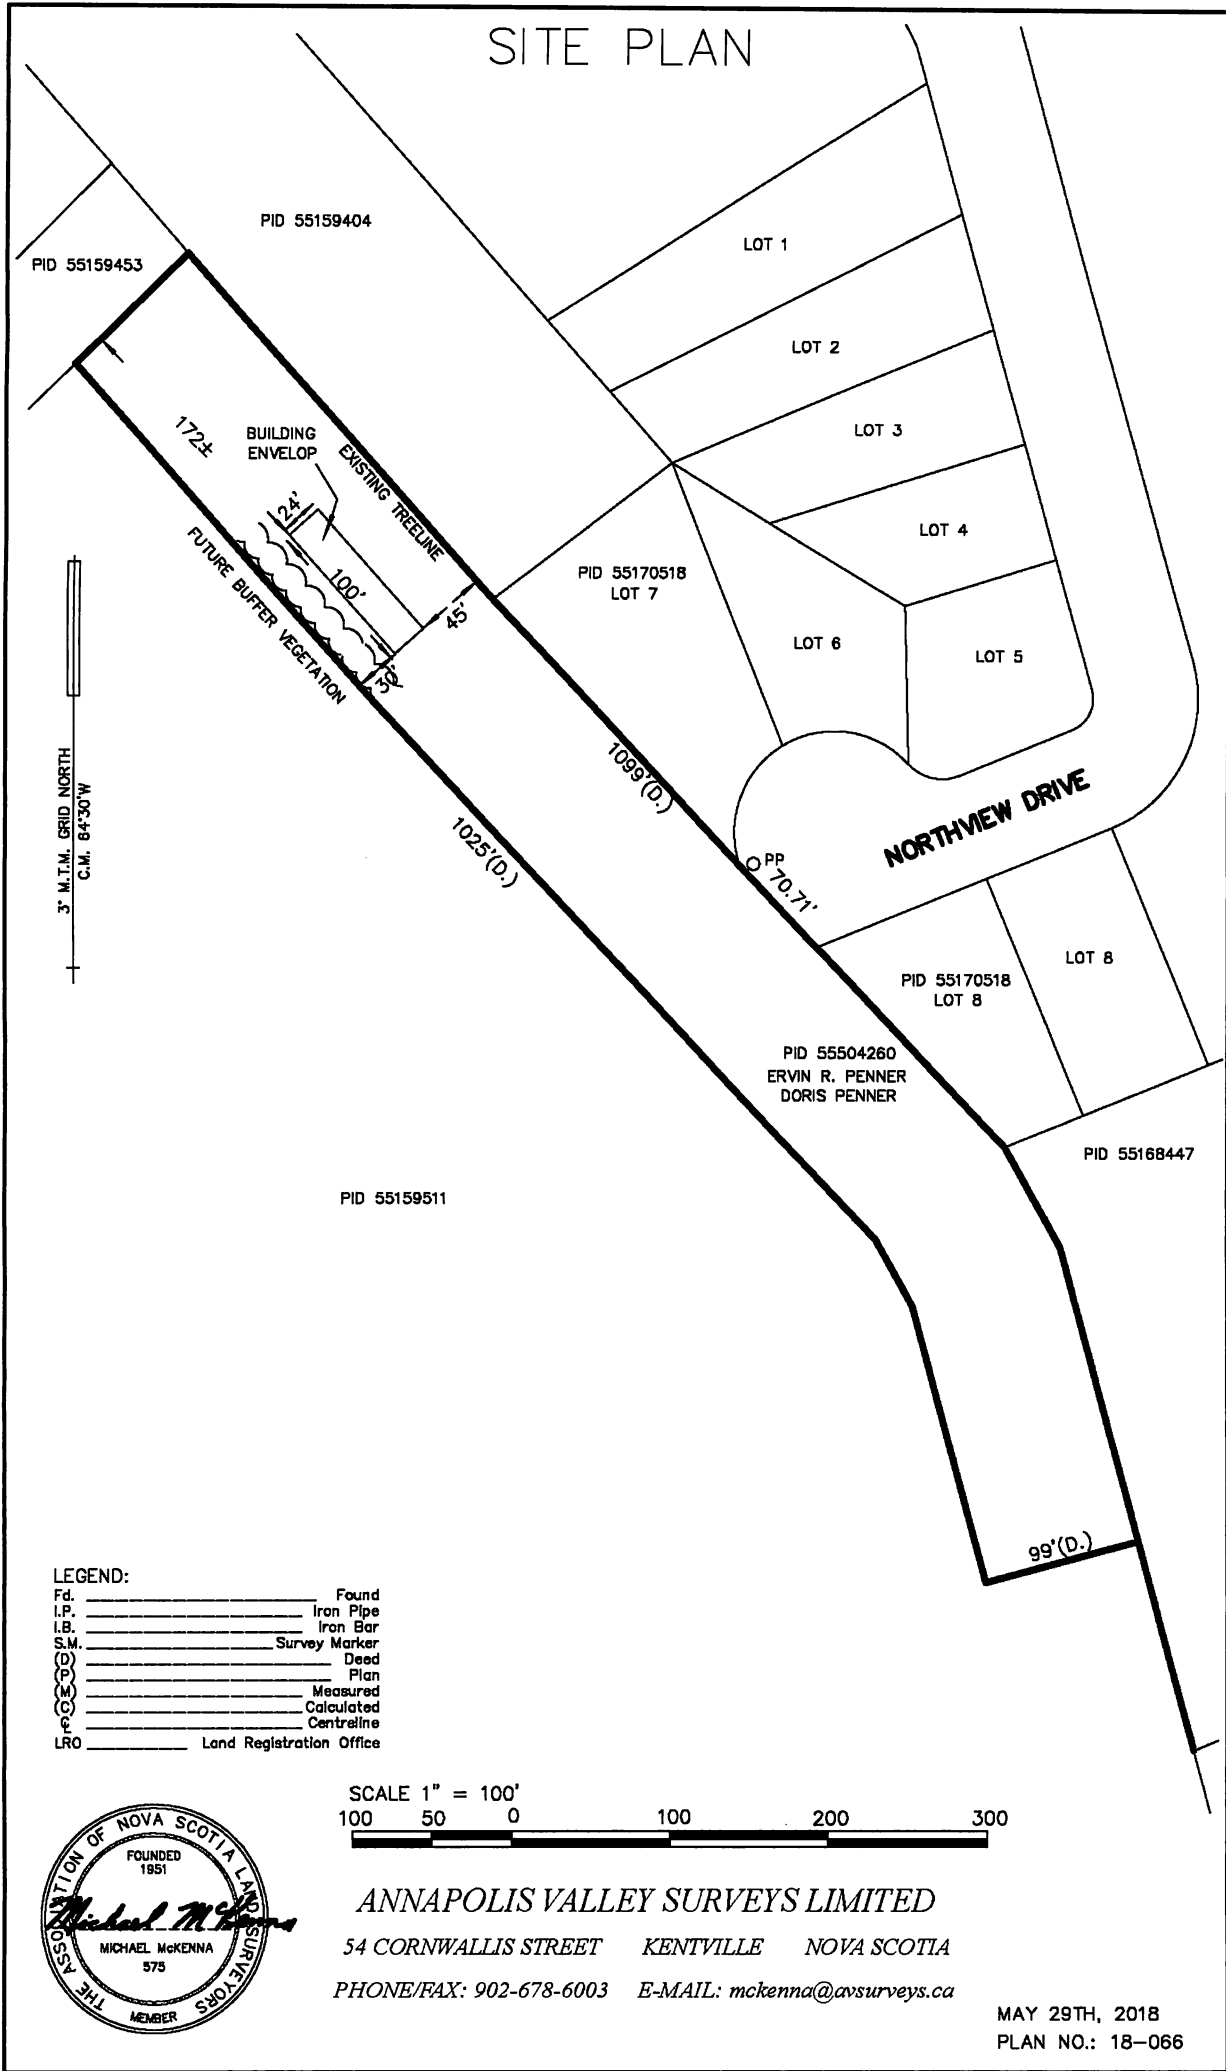 SITE PLAN
PID 55159404
PID 55159453
LOT 1
LOT 2
LOT 3
LOT 4
LOT 5
LOT 6
PID 55170518
LOT 7
172±
BUILDING
ENVELOP
EXISTING TREELINE
24'
100'
45'
30'
FUTURE BUFFER VEGETATION
3° M.T.M. GRID NORTH
C.M. 64°30'W
1099'(D.)
1025'(D.)
NORTHVIEW DRIVE
PP
70.71'
PID 55170518
LOT 8
LOT 8
PID 55504260
ERVIN R. PENNER
DORIS PENNER
PID 55168447
PID 55159511
99'(D.)
LEGEND:
Fd. Found
I.P. Iron Pipe
I.B. Iron Bar
S.M. Survey Marker
(D) Deed
(P) Plan
(M) Measured
(C) Calculated
℄ Centreline
LRO Land Registration Office
SCALE 1" = 100'
100 50 0 100 200 300
THE ASSOCIATION OF NOVA SCOTIA LAND SURVEYORS
FOUNDED
1951
Michael McKenna
MICHAEL McKENNA
575
MEMBER
ANNAPOLIS VALLEY SURVEYS LIMITED
54 CORNWALLIS STREET KENTVILLE NOVA SCOTIA
PHONE/FAX: 902-678-6003 E-MAIL: mckenna@avsurveys.ca
MAY 29TH, 2018
PLAN NO.: 18-066